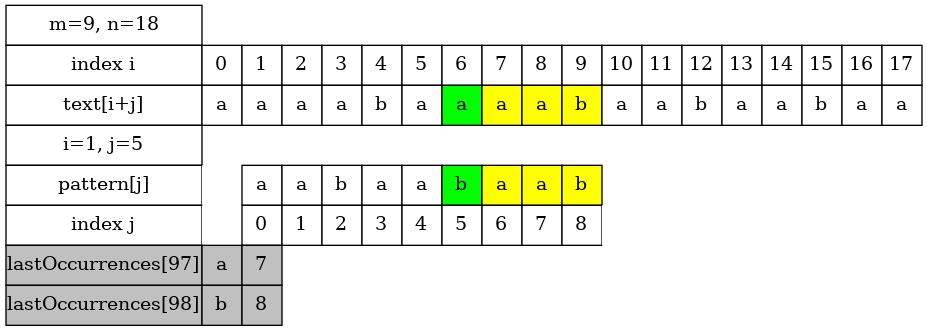 m=9, n=18
index i 0 1 2 3 4 5 6 7 8 9 10 11 12 13 14 15 16 17
text[i+j] a a a a b a a a a b a a b a a b a a
i=1, j=5
pattern[j] a a b a a b a a b
index j 0 1 2 3 4 5 6 7 8
lastOccurrences[97] a 7
lastOccurrences[98] b 8